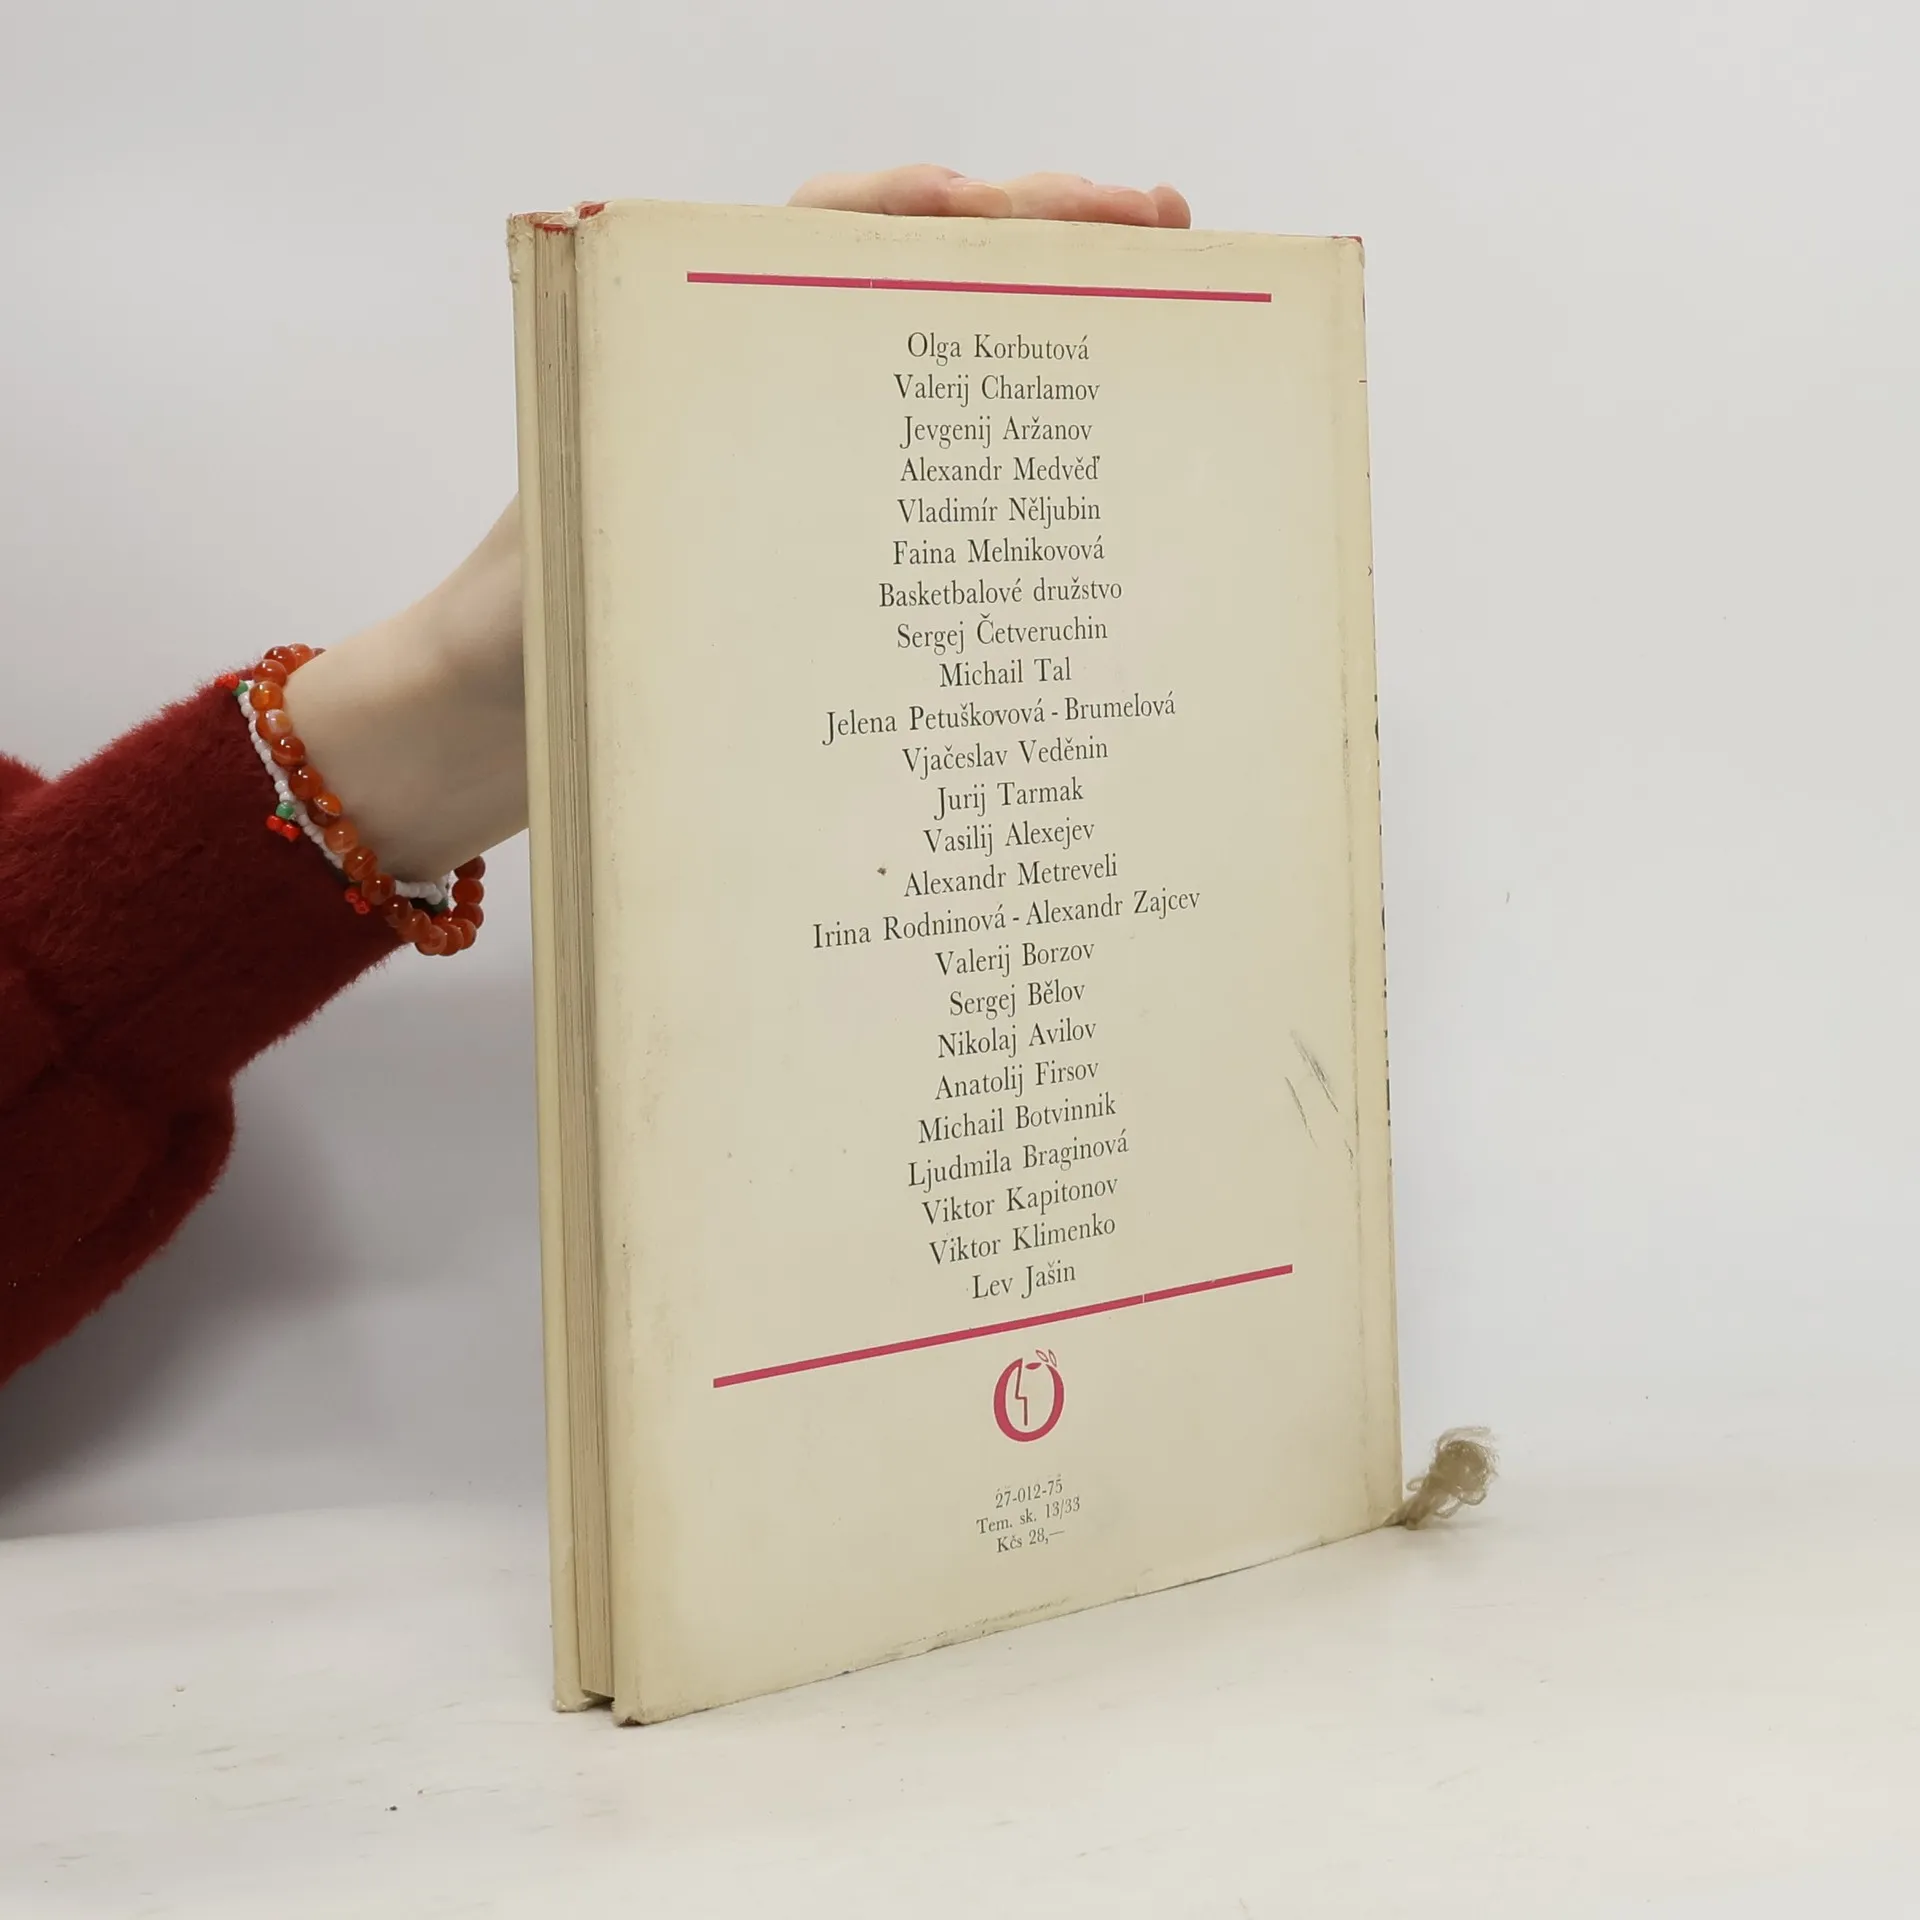 Olga Korbutová
Valerij Charlamov
Jevgenij Aržanov
Alexandr Medvěď
Vladimír Něljubin
Faina Melnikovová
Basketbalové družstvo
Sergej Četveruchin
Michail Tal
Jelena Petuškovová - Brumelová
Vjačeslav Veděnin
Jurij Tarmak
Vasilij Alexejev
Alexandr Metreveli
Irina Rodninová - Alexandr Zajcev
Valerij Borzov
Sergej Bělov
Nikolaj Avilov
Anatolij Firsov
Michail Botvinnik
Ljudmila Braginová
Viktor Kapitonov
Viktor Klimenko
Lev Jašin
27-012-75
Tem. sk. 13/33
Kčs 28,—